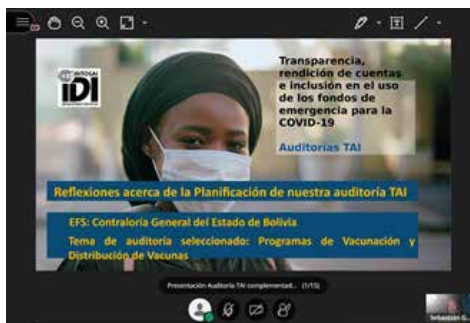 INTOSAI
IDI
Transparencia,
rendición de cuentas
e inclusión en el uso
de los fondos de
emergencia para la
COVID-19
Auditorías TAI
Reflexiones acerca de la Planificación de nuestra auditoría TAI
EFS: Contraloría General del Estado de Bolivia
Tema de auditoría seleccionado: Programas de Vacunación y
Distribución de Vacunas
Presentación Auditoría TAI complementad... (1/15)
Sebastián G.